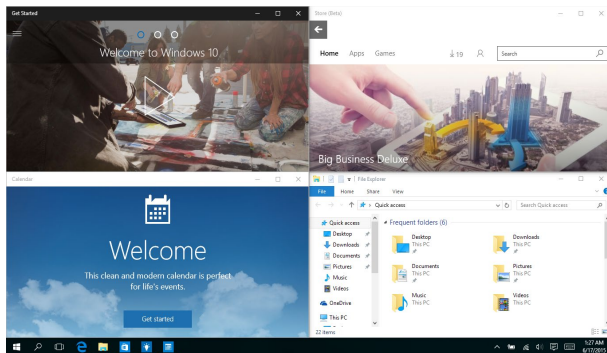 Get Started
Welcome to Windows 10
Store (Beta)
Home Apps Games 19 Search
Big Business Deluxe
Calendar
Welcome
This clean and modern calendar is perfect
for life's events.
Get started
File Explorer
File Home Share View
Quick access Search Quick access
Quick access
Desktop
Downloads
Documents
Pictures
Music
Videos
OneDrive
This PC
Frequent folders (6)
Desktop
This PC
Downloads
This PC
Documents
This PC
Pictures
This PC
Music
This PC
Videos
This PC
22 items
1:27 AM
6/17/2015